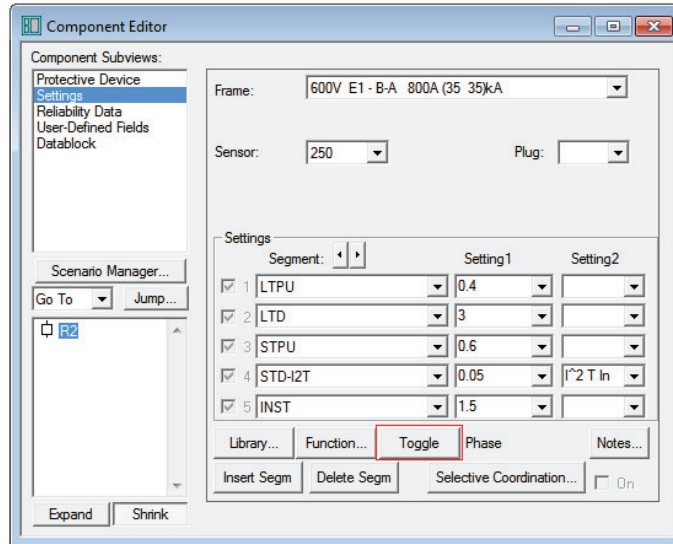 Component Editor
Component Subviews:
Protective Device
Settings
Reliability Data
User-Defined Fields
Datablock
Scenario Manager...
Go To Jump...
R2
Expand Shrink
Frame: 600V E1 - B-A 800A (35 35)kA
Sensor: 250 Plug:
Settings
Segment: Setting1 Setting2
1 LTPU 0.4
2 LTD 3
3 STPU 0.6
4 STD-I2T 0.05 I^2 T In
5 INST 1.5
Library... Function... Toggle Phase Notes...
Insert Segm Delete Segm Selective Coordination... On